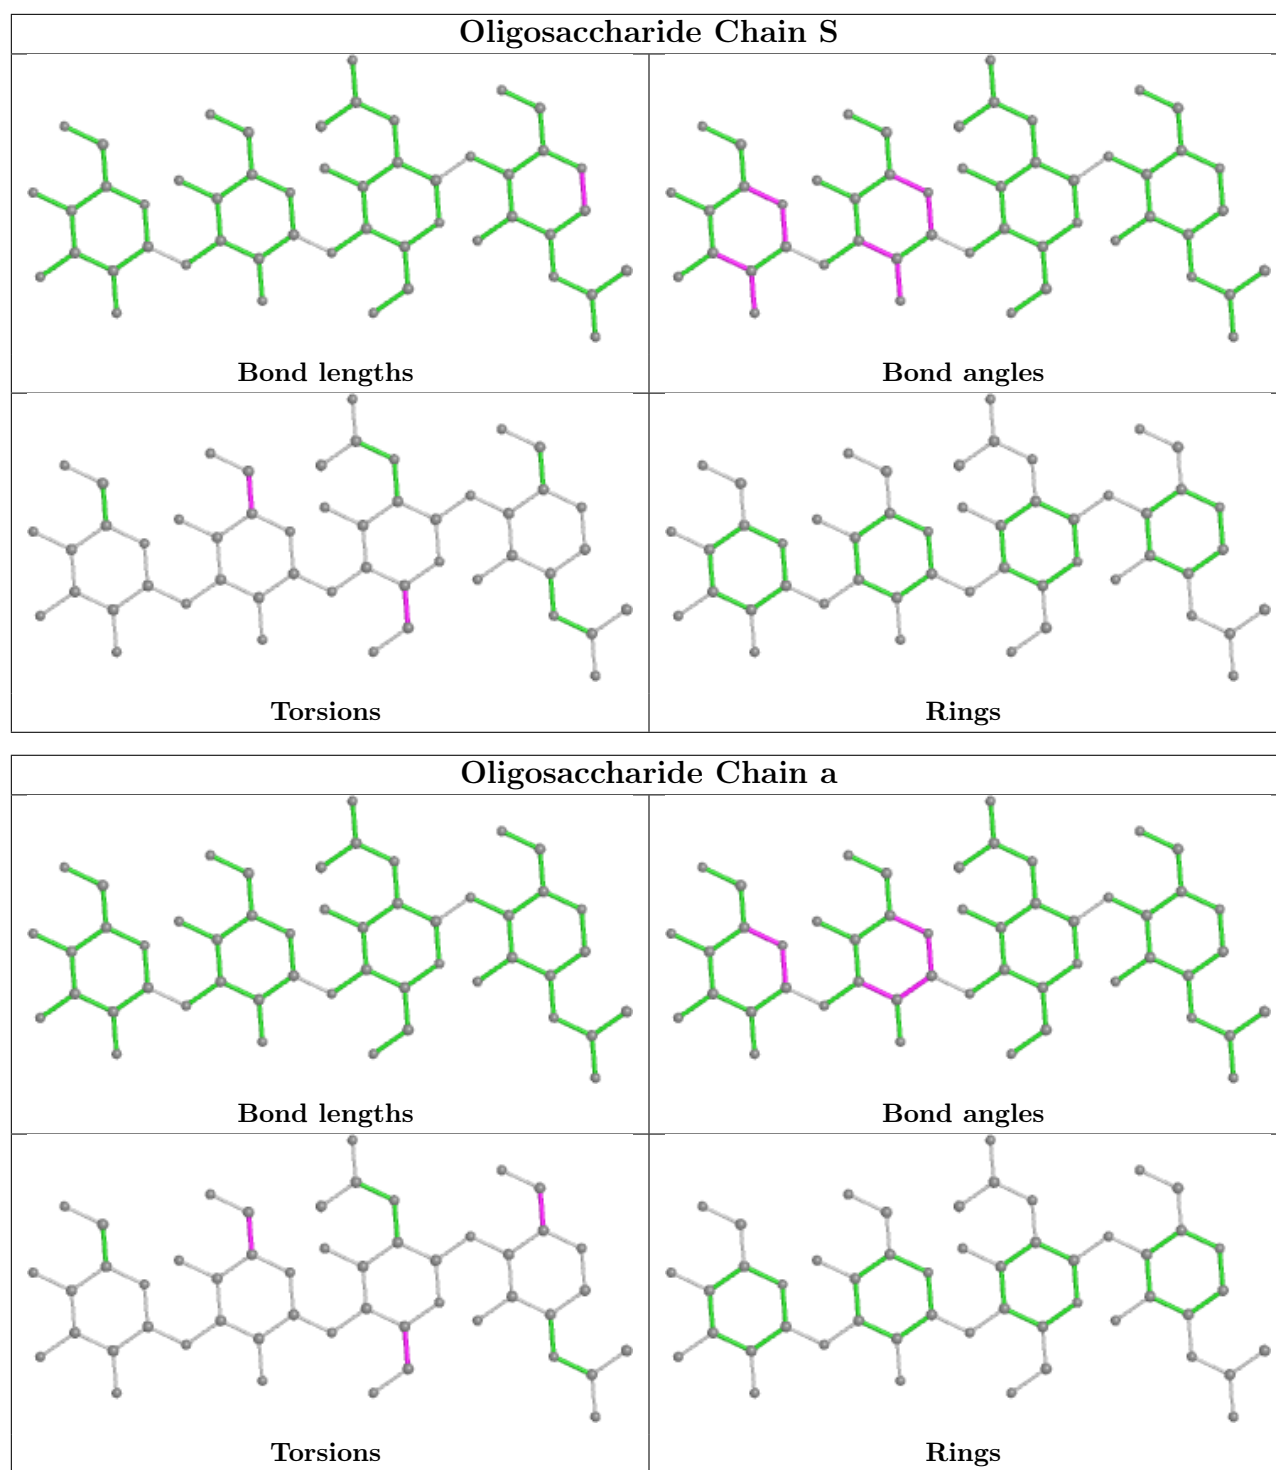 Oligosaccharide Chain S
Bond lengths
Bond angles
Torsions
Rings
Oligosaccharide Chain a
Bond lengths
Bond angles
Torsions
Rings